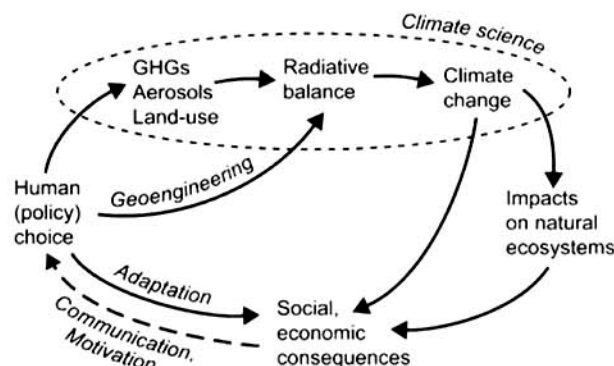 Climate science
GHGs
Aerosols
Land-use
Radiative
balance
Climate
change
Geoengineering
Human
(policy)
choice
Impacts
on natural
ecosystems
Adaptation
Social,
economic
consequences
Communication,
Motivation